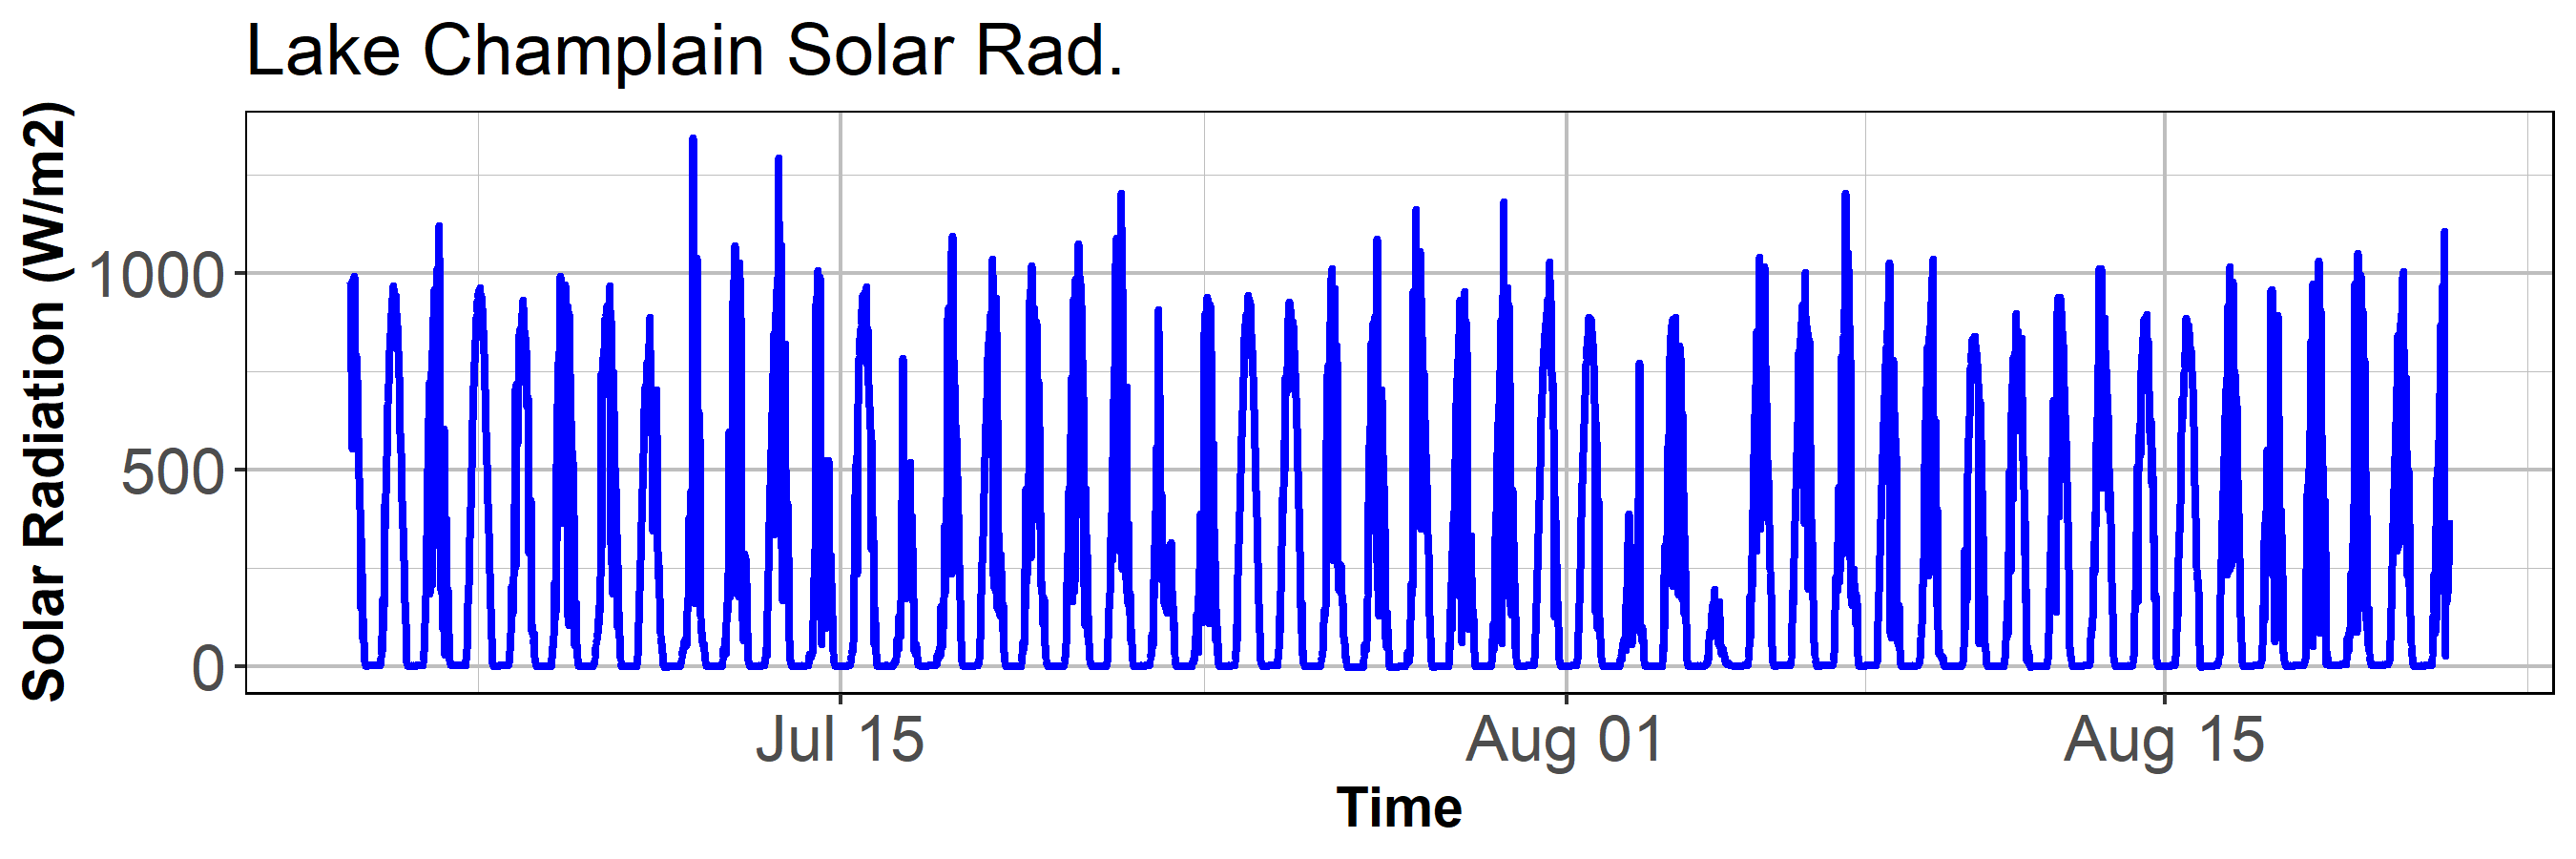 Lake Champlain Solar Rad.
Solar Radiation (W/m2)
1000
500
0
Jul 15
Aug 01
Aug 15
Time